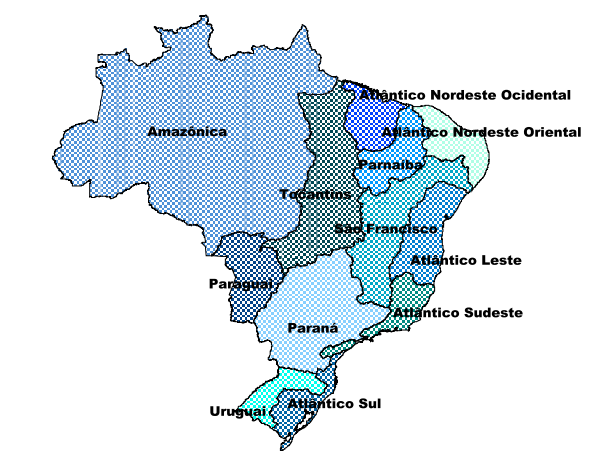 Atlântico Nordeste Ocidental
Amazônica
Atlântico Nordeste Oriental
Parnaíba
Tocantins
São Francisco
Atlântico Leste
Paraguai
Atlântico Sudeste
Paraná
Atlântico Sul
Uruguai